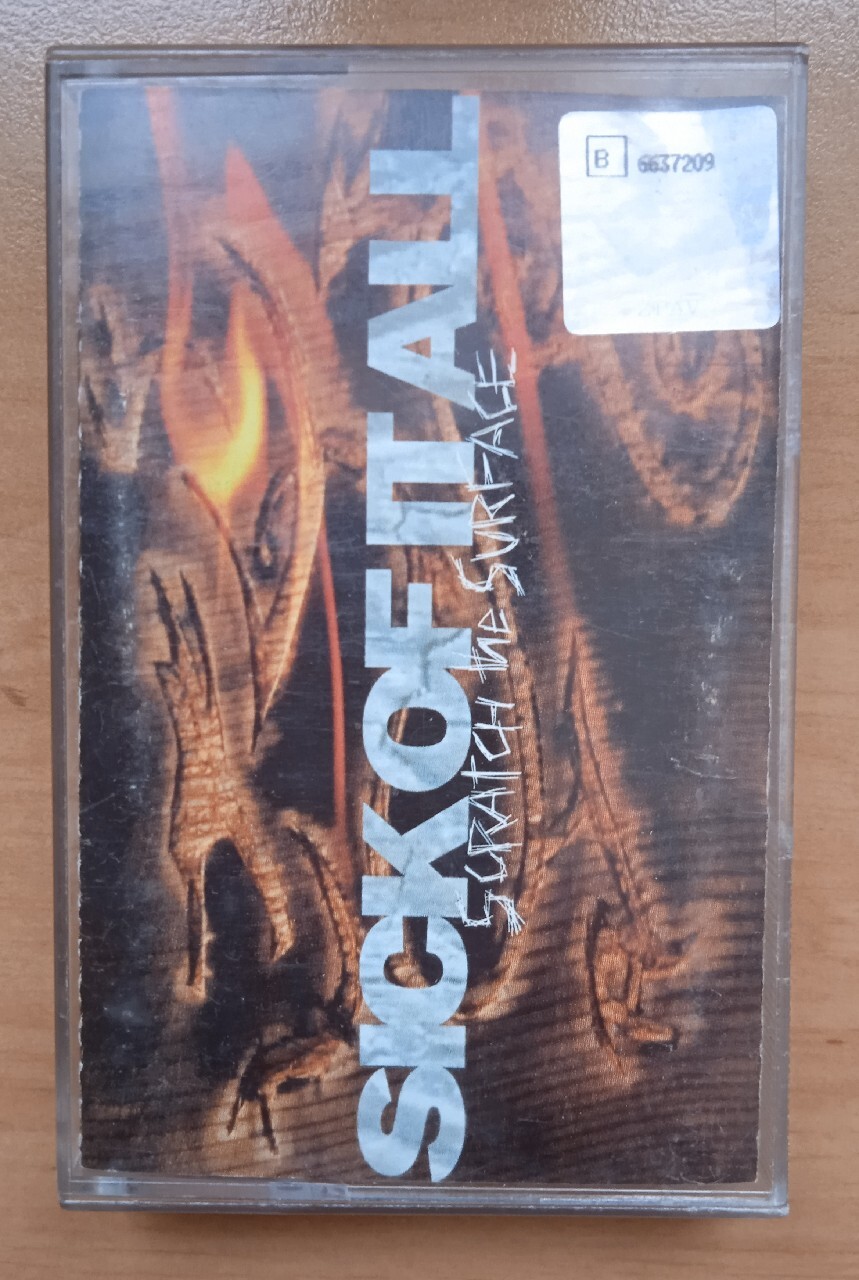 SICK OF IT ALL
SCRATCH the SURFACE
B 6637209